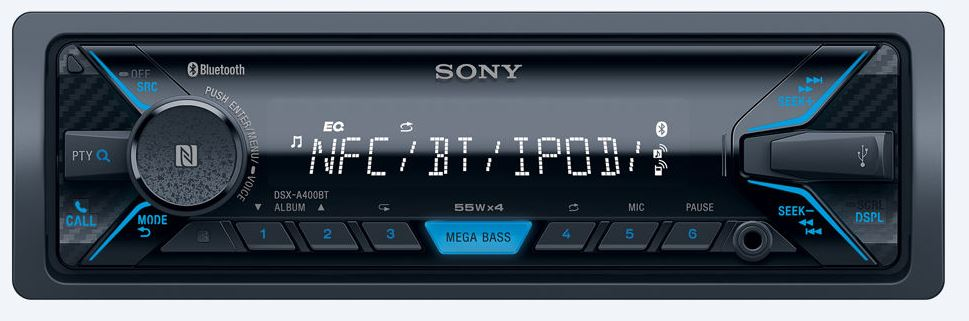 OFF
SRC
Bluetooth
SONY
PUSH ENTER/MENU/ VOICE
SEEK+
EQ
NFC/BT/IPOD/
PTY
CALL
MODE
DSX-A400BT
ALBUM
55W×4
MIC
PAUSE
SEEK−
SCRL
DSPL
1
2
3
MEGA BASS
4
5
6